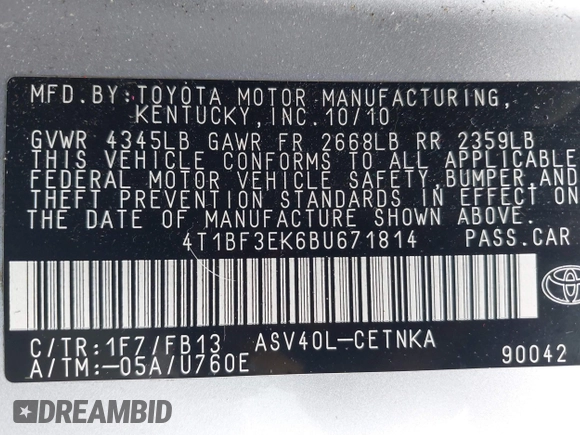 MFD.BY:TOYOTA MOTOR MANUFACTURING,
KENTUCKY,INC.10/10
GVWR 4345LB GAWR FR 2668LB RR 2359LB
THIS VEHICLE CONFORMS TO ALL APPLICABLE
FEDERAL MOTOR VEHICLE SAFETY,BUMPER AND
THEFT PREVENTION STANDARDS IN EFFECT ON
THE DATE OF MANUFACTURE SHOWN ABOVE.
4T1BF3EK6BU671814 PASS.CAR
C/TR:1F7/FB13 ASV40L-CETNKA
A/TM:-05A/U760E 90042
DREAMBID